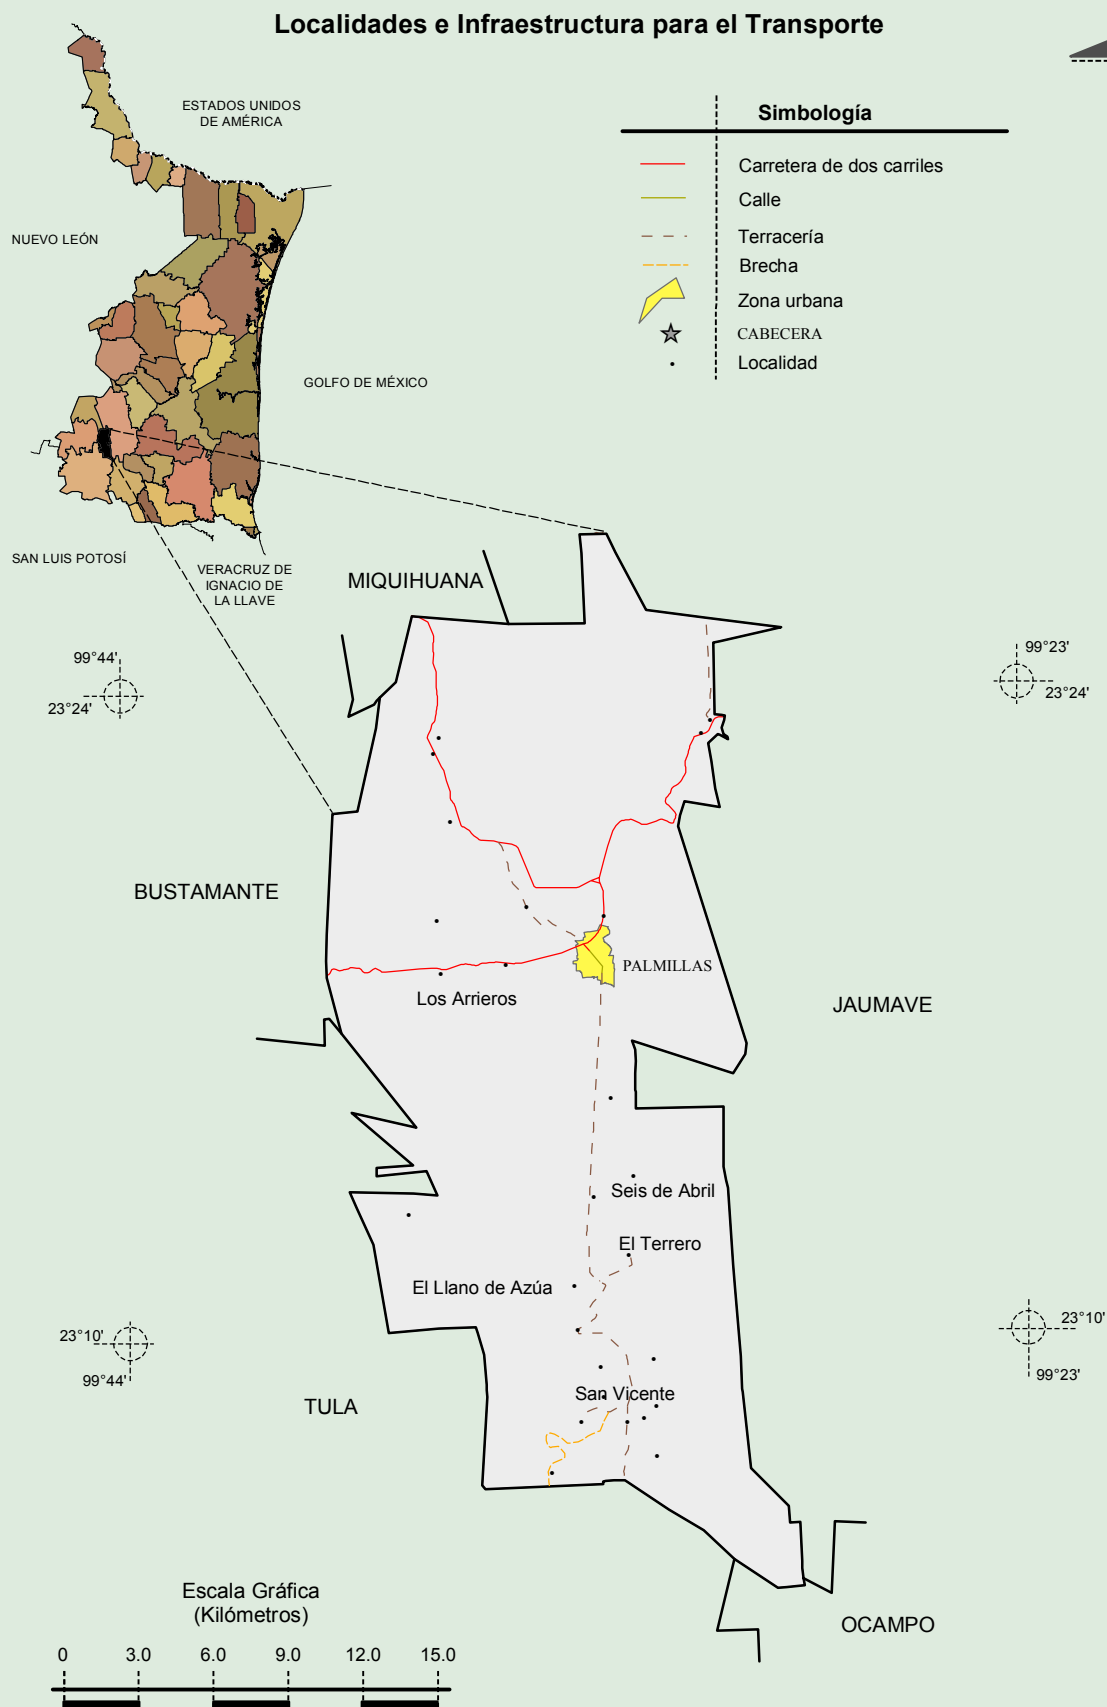 Localidades e Infraestructura para el Transporte
ESTADOS UNIDOS
DE AMÉRICA
NUEVO LEÓN
GOLFO DE MÉXICO
SAN LUIS POTOSÍ
VERACRUZ DE
IGNACIO DE
LA LLAVE
Simbología
Carretera de dos carriles
Calle
Terracería
Brecha
Zona urbana
CABECERA
Localidad
MIQUIHUANA
99°44'
23°24'
99°23'
23°24'
BUSTAMANTE
PALMILLAS
Los Arrieros
JAUMAVE
Seis de Abril
El Terrero
El Llano de Azúa
23°10'
99°44'
23°10'
99°23'
San Vicente
TULA
OCAMPO
Escala Gráfica
(Kilómetros)
0 3.0 6.0 9.0 12.0 15.0